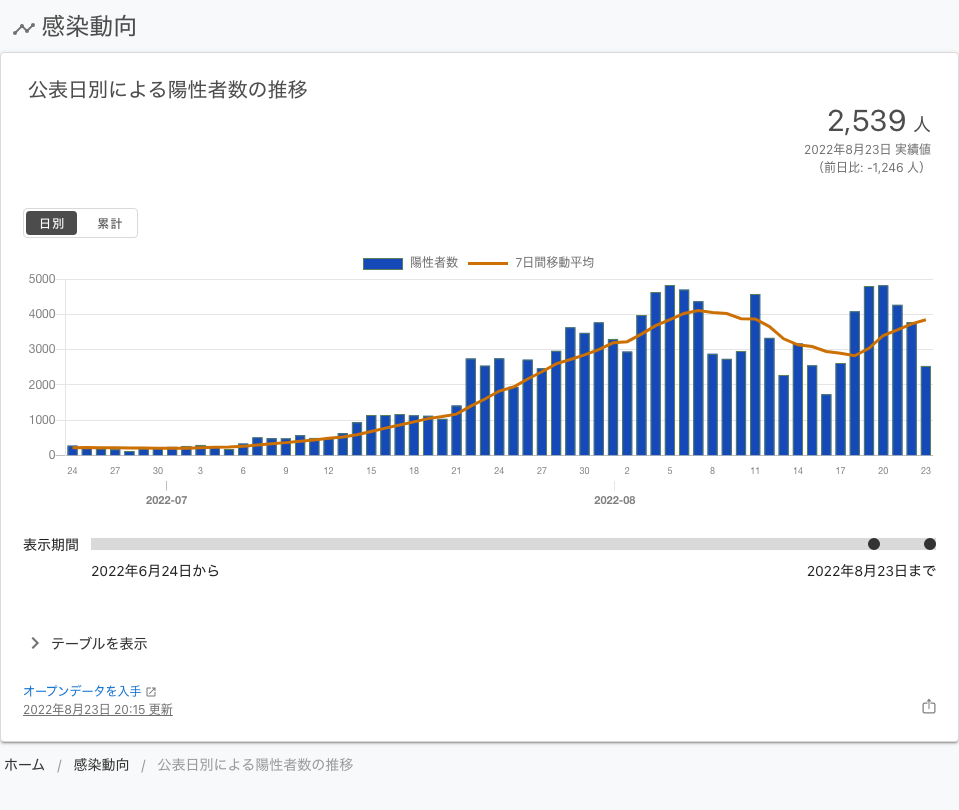 感染動向
公表日別による陽性者数の推移
2,539 人
2022年8月23日 実績値
（前日比: -1,246 人）
日別 累計
陽性者数 7日間移動平均
5000
4000
3000
2000
1000
0
24 27 30 3 6 9 12 15 18 21 24 27 30 2 5 8 11 14 17 20 23
2022-07 2022-08
表示期間
2022年6月24日から 2022年8月23日まで
テーブルを表示
オープンデータを入手
2022年8月23日 20:15 更新
ホーム / 感染動向 / 公表日別による陽性者数の推移